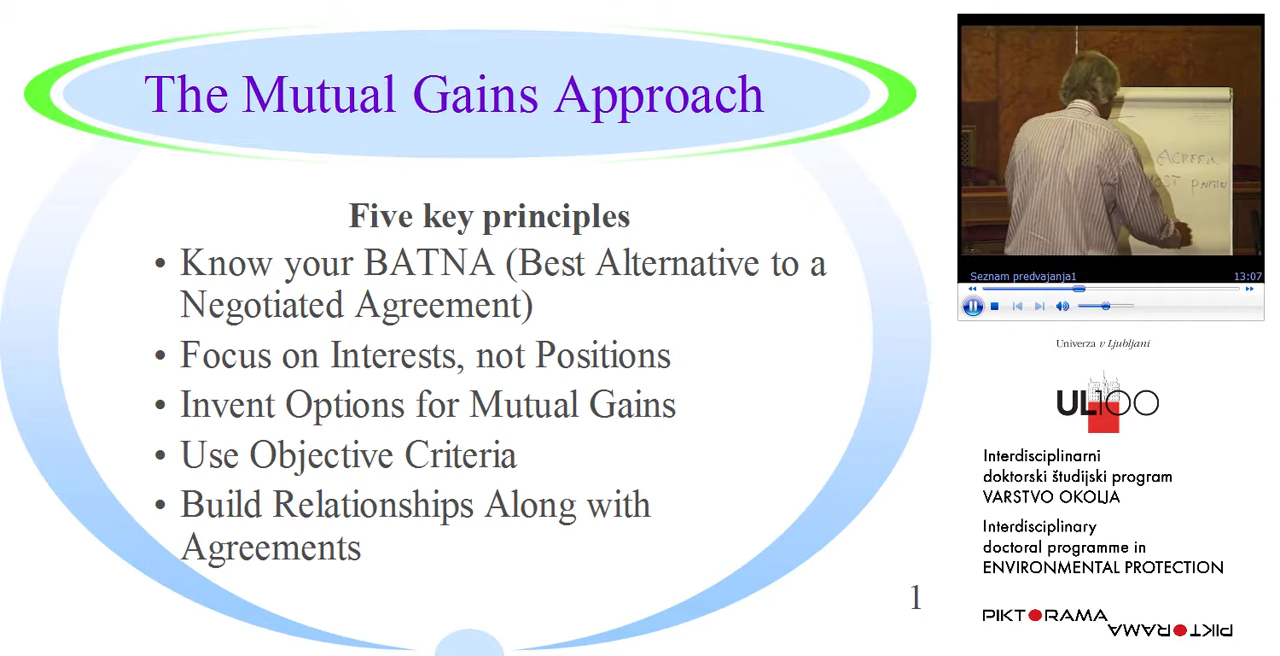 The Mutual Gains Approach
Five key principles
• Know your BATNA (Best Alternative to a
Negotiated Agreement)
• Focus on Interests, not Positions
• Invent Options for Mutual Gains
• Use Objective Criteria
• Build Relationships Along with
Agreements
1
Seznam predvajanja1 13:07
Univerza v Ljubljani
UL100
Interdisciplinarni
doktorski študijski program
VARSTVO OKOLJA
Interdisciplinary
doctoral programme in
ENVIRONMENTAL PROTECTION
PIKTORAMA
PIKTORAMA